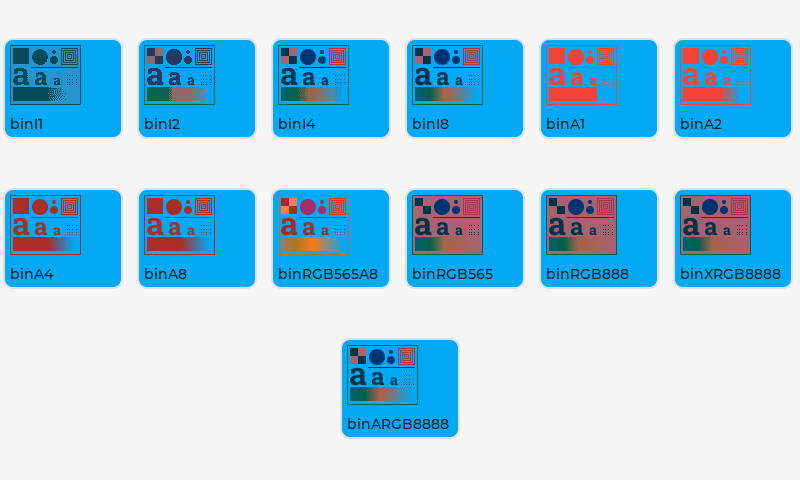 a a a
binI1
a a a
binI2
a a a
binI4
a a a
binI8
a a a
binA1
a a a
binA2
a a a
binA4
a a a
binA8
a a a
binRGB565A8
a a a
binRGB565
a a a
binRGB888
a a a
binXRGB8888
a a a
binARGB8888